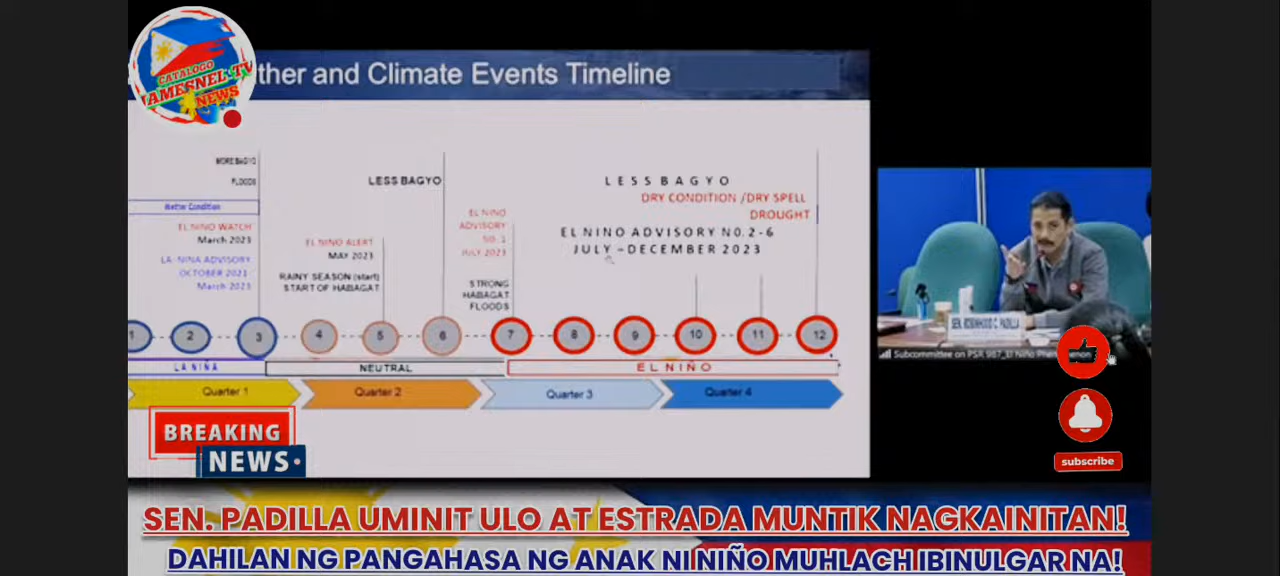 CATALOGO
JAMESNEL TV
NEWS
ther and Climate Events Timeline
MORE BAGYO
FLOODS
Wetter Condition
EL NINO WATCH
March 2023
LA- NINA ADVISORY
OCTOBER 2021
March 2023
EL NINO ALERT
MAY 2023
RAINY SEASON (start)
START OF HABAGAT
LESS BAGYO
EL NINO
ADVISORY
NO. 1
JULY 2023
STRONG
HABAGAT
FLOODS
LESS BAGYO
DRY CONDITION /DRY SPELL
DROUGHT
EL NINO ADVISORY NO.2-6
JULY –DECEMBER 2023
1 2 3 4 5 6 7 8 9 10 11 12
LA NIÑA NEUTRAL EL NIÑO
Quarter 1 Quarter 2 Quarter 3 Quarter 4
SEN. ROBINHOOD C. PADILLA
Subcommittee on PSR 987_El Niño Phenomenon
BREAKING
NEWS
subscribe
SEN. PADILLA UMINIT ULO AT ESTRADA MUNTIK NAGKAINITAN!
DAHILAN NG PANGAHASA NG ANAK NI NIÑO MUHLACH IBINULGAR NA!